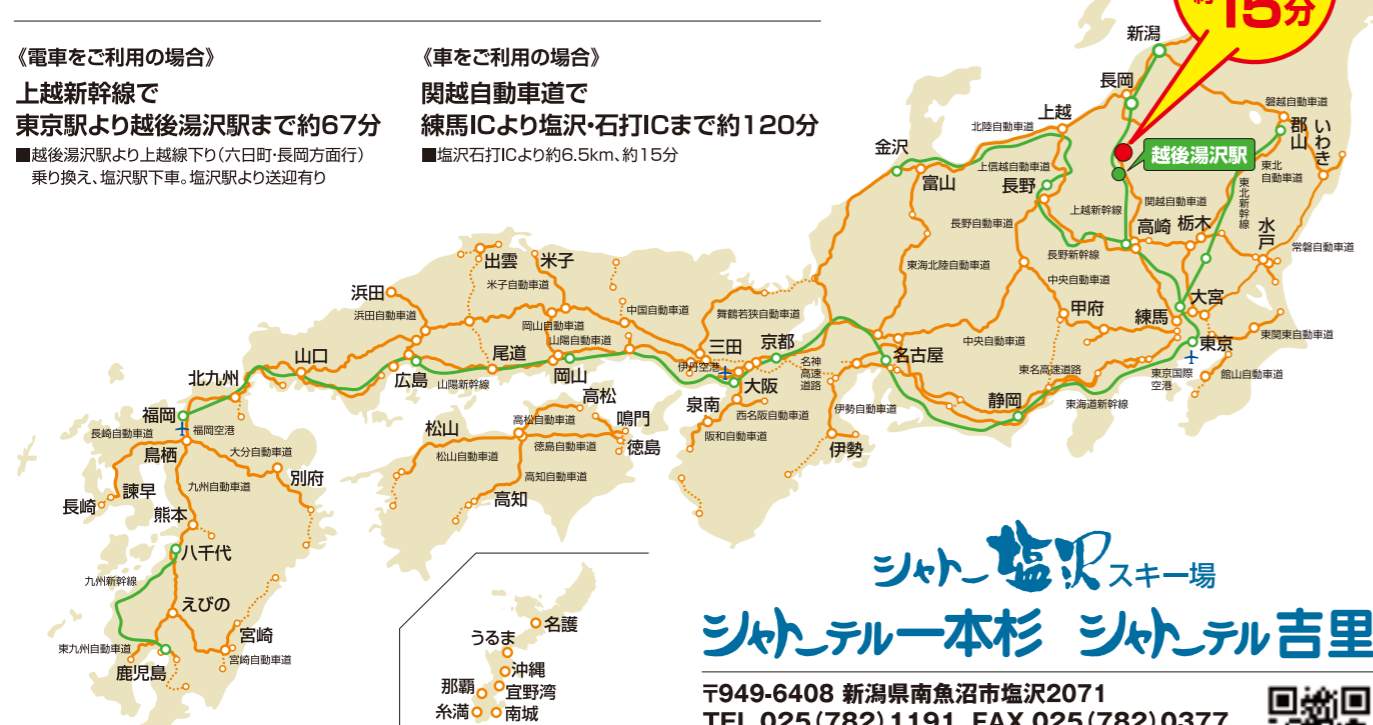 《電車をご利用の場合》
上越新幹線で
東京駅より越後湯沢駅まで約67分
■越後湯沢駅より上越線下り（六日町・長岡方面行）
乗り換え、塩沢駅下車。塩沢駅より送迎有り
《車をご利用の場合》
関越自動車道で
練馬ICより塩沢・石打ICまで約120分
■塩沢石打ICより約6.5km、約15分
15分
新潟
長岡
上越
北陸自動車道
磐越自動車道
郡山
いわき
越後湯沢駅
東北
自動車道
東北新幹線
金沢
富山
上信越自動車道
長野
上越新幹線
関越自動車道
長野自動車道
高崎
栃木
水戸
長野新幹線
常磐自動車道
東海北陸自動車道
中央自動車道
甲府
練馬
大宮
東京
東関東自動車道
中央自動車道
東名高速道路
東京国際
空港
館山自動車道
静岡
東海道新幹線
名古屋
名神
高速
道路
伊勢自動車道
伊勢
出雲
米子
米子自動車道
浜田
浜田自動車道
中国自動車道
舞鶴若狭自動車道
岡山自動車道
山陽自動車道
三田
京都
伊丹空港
大阪
山口
尾道
岡山
広島
山陽新幹線
泉南
西名阪自動車道
阪和自動車道
北九州
福岡
福岡空港
長崎自動車道
鳥栖
大分自動車道
別府
諫早
長崎
九州自動車道
熊本
八千代
九州新幹線
えびの
宮崎
東九州自動車道
宮崎自動車道
鹿児島
高松
高松自動車道
鳴門
松山
徳島自動車道
徳島
松山自動車道
高知自動車道
高知
名護
うるま
沖縄
那覇
宜野湾
糸満
南城
シャトー塩沢スキー場
シャトーテル一本杉 シャトーテル吉里
〒949-6408 新潟県南魚沼市塩沢2071
TEL 025(782)1191 FAX 025(782)0377